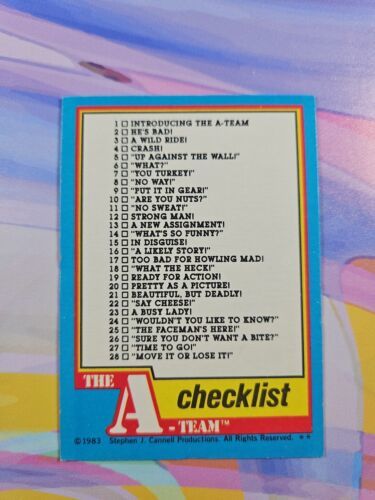 1 □ INTRODUCING THE A-TEAM
2 □ HE'S BAD!
3 □ A WILD RIDE!
4 □ CRASH!
5 □ "UP AGAINST THE WALL!"
6 □ "WHAT?"
7 □ "YOU TURKEY!"
8 □ "NO WAY!"
9 □ "PUT IT IN GEAR!"
10 □ "ARE YOU NUTS?"
11 □ "NO SWEAT!"
12 □ STRONG MAN!
13 □ A NEW ASSIGNMENT!
14 □ "WHAT'S SO FUNNY?"
15 □ IN DISGUISE!
16 □ "A LIKELY STORY!"
17 □ TOO BAD FOR HOWLING MAD!
18 □ "WHAT THE HECK!"
19 □ READY FOR ACTION!
20 □ PRETTY AS A PICTURE!
21 □ BEAUTIFUL, BUT DEADLY!
22 □ "SAY CHEESE!"
23 □ A BUSY LADY!
24 □ "WOULDN'T YOU LIKE TO KNOW?"
25 □ "THE FACEMAN'S HERE!"
26 □ "SURE YOU DON'T WANT A BITE?"
27 □ "TIME TO GO!"
28 □ "MOVE IT OR LOSE IT!"
THE
A checklist
-TEAM™
©1983 Stephen J. Cannell Productions. All Rights Reserved. **